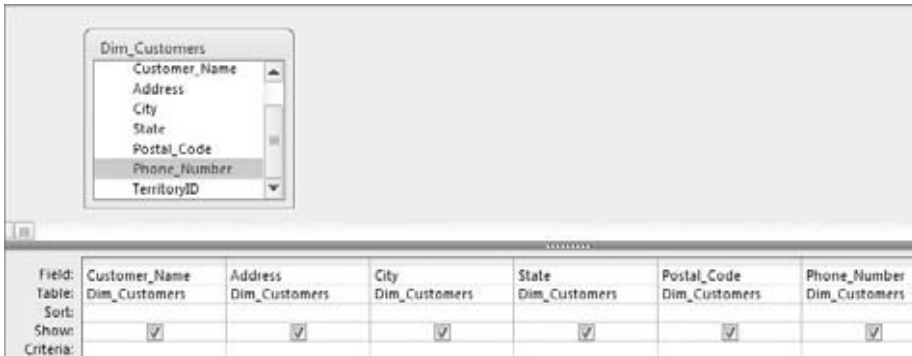 Dim_Customers
Customer_Name
Address
City
State
Postal_Code
Phone_Number
TerritoryID
Field: Customer_Name Address City State Postal_Code Phone_Number
Table: Dim_Customers Dim_Customers Dim_Customers Dim_Customers Dim_Customers Dim_Customers
Sort:
Show:
Criteria: